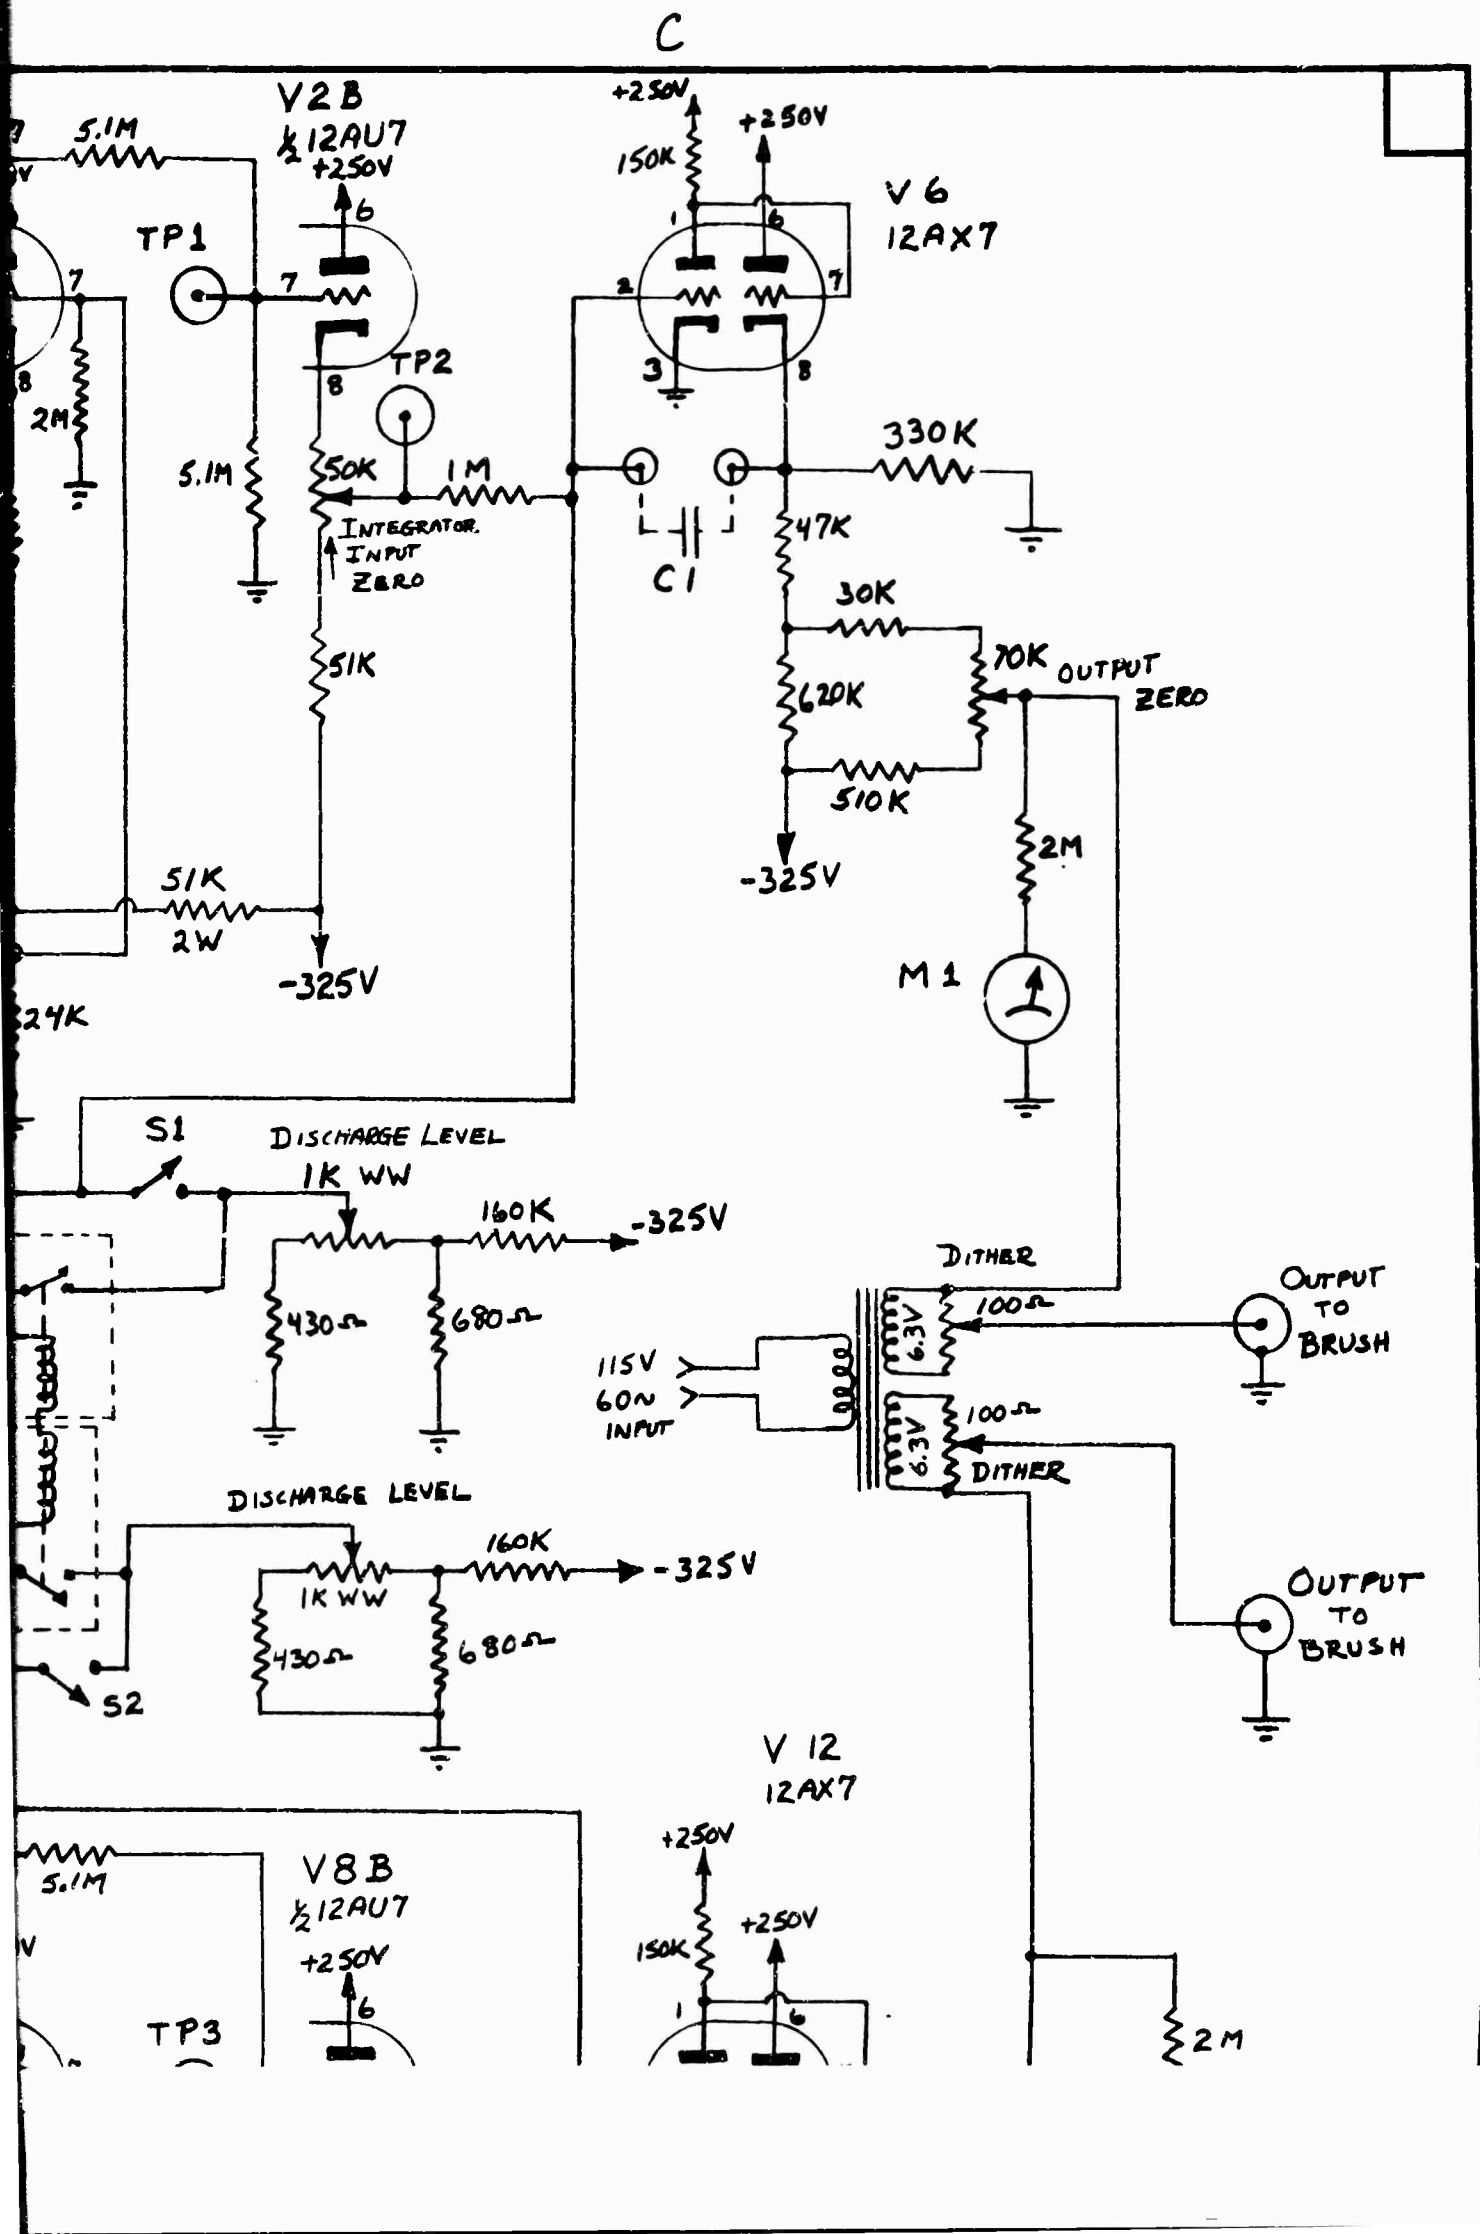 C
V2B
½ 12AU7
+250V
6
5.1M
7
V
TP1
7
7
8
TP2
8
2M
5.1M
50K
1M
INTEGRATOR
INPUT
ZERO
51K
51K
2W
-325V
24K
+250V
+250V
150K
V6
12AX7
1
6
2
7
3
8
330K
C1
47K
30K
70K
OUTPUT
ZERO
620K
510K
-325V
2M
M1
S1
DISCHARGE LEVEL
1K WW
160K
-325V
430Ω
680Ω
DITHER
100Ω
6.3V
OUTPUT
TO
BRUSH
115V
60~
INPUT
6.3V
100Ω
DITHER
DISCHARGE LEVEL
160K
-325V
1K WW
430Ω
680Ω
S2
OUTPUT
TO
BRUSH
V 12
12AX7
+250V
+250V
150K
1
6
5.1M
V8B
½ 12AU7
+250V
6
V
TP3
2M